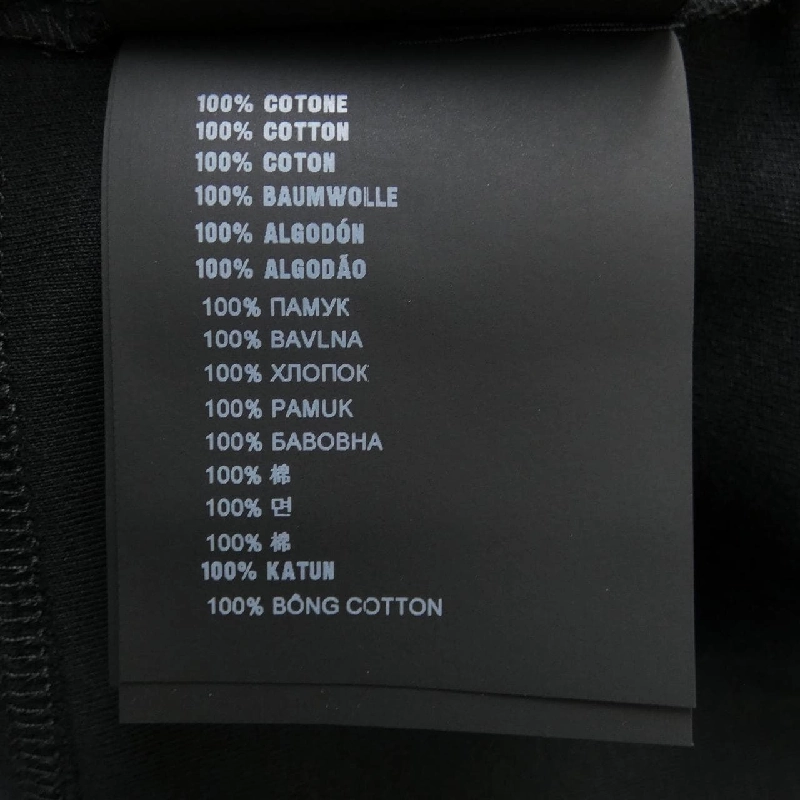 100% COTONE
100% COTTON
100% COTON
100% BAUMWOLLE
100% ALGODÓN
100% ALGODÃO
100% ПАМУК
100% BAVLNA
100% ХЛОПОК
100% PAMUK
100% БАВОВНА
100% 棉
100% 면
100% 棉
100% KATUN
100% BÔNG COTTON